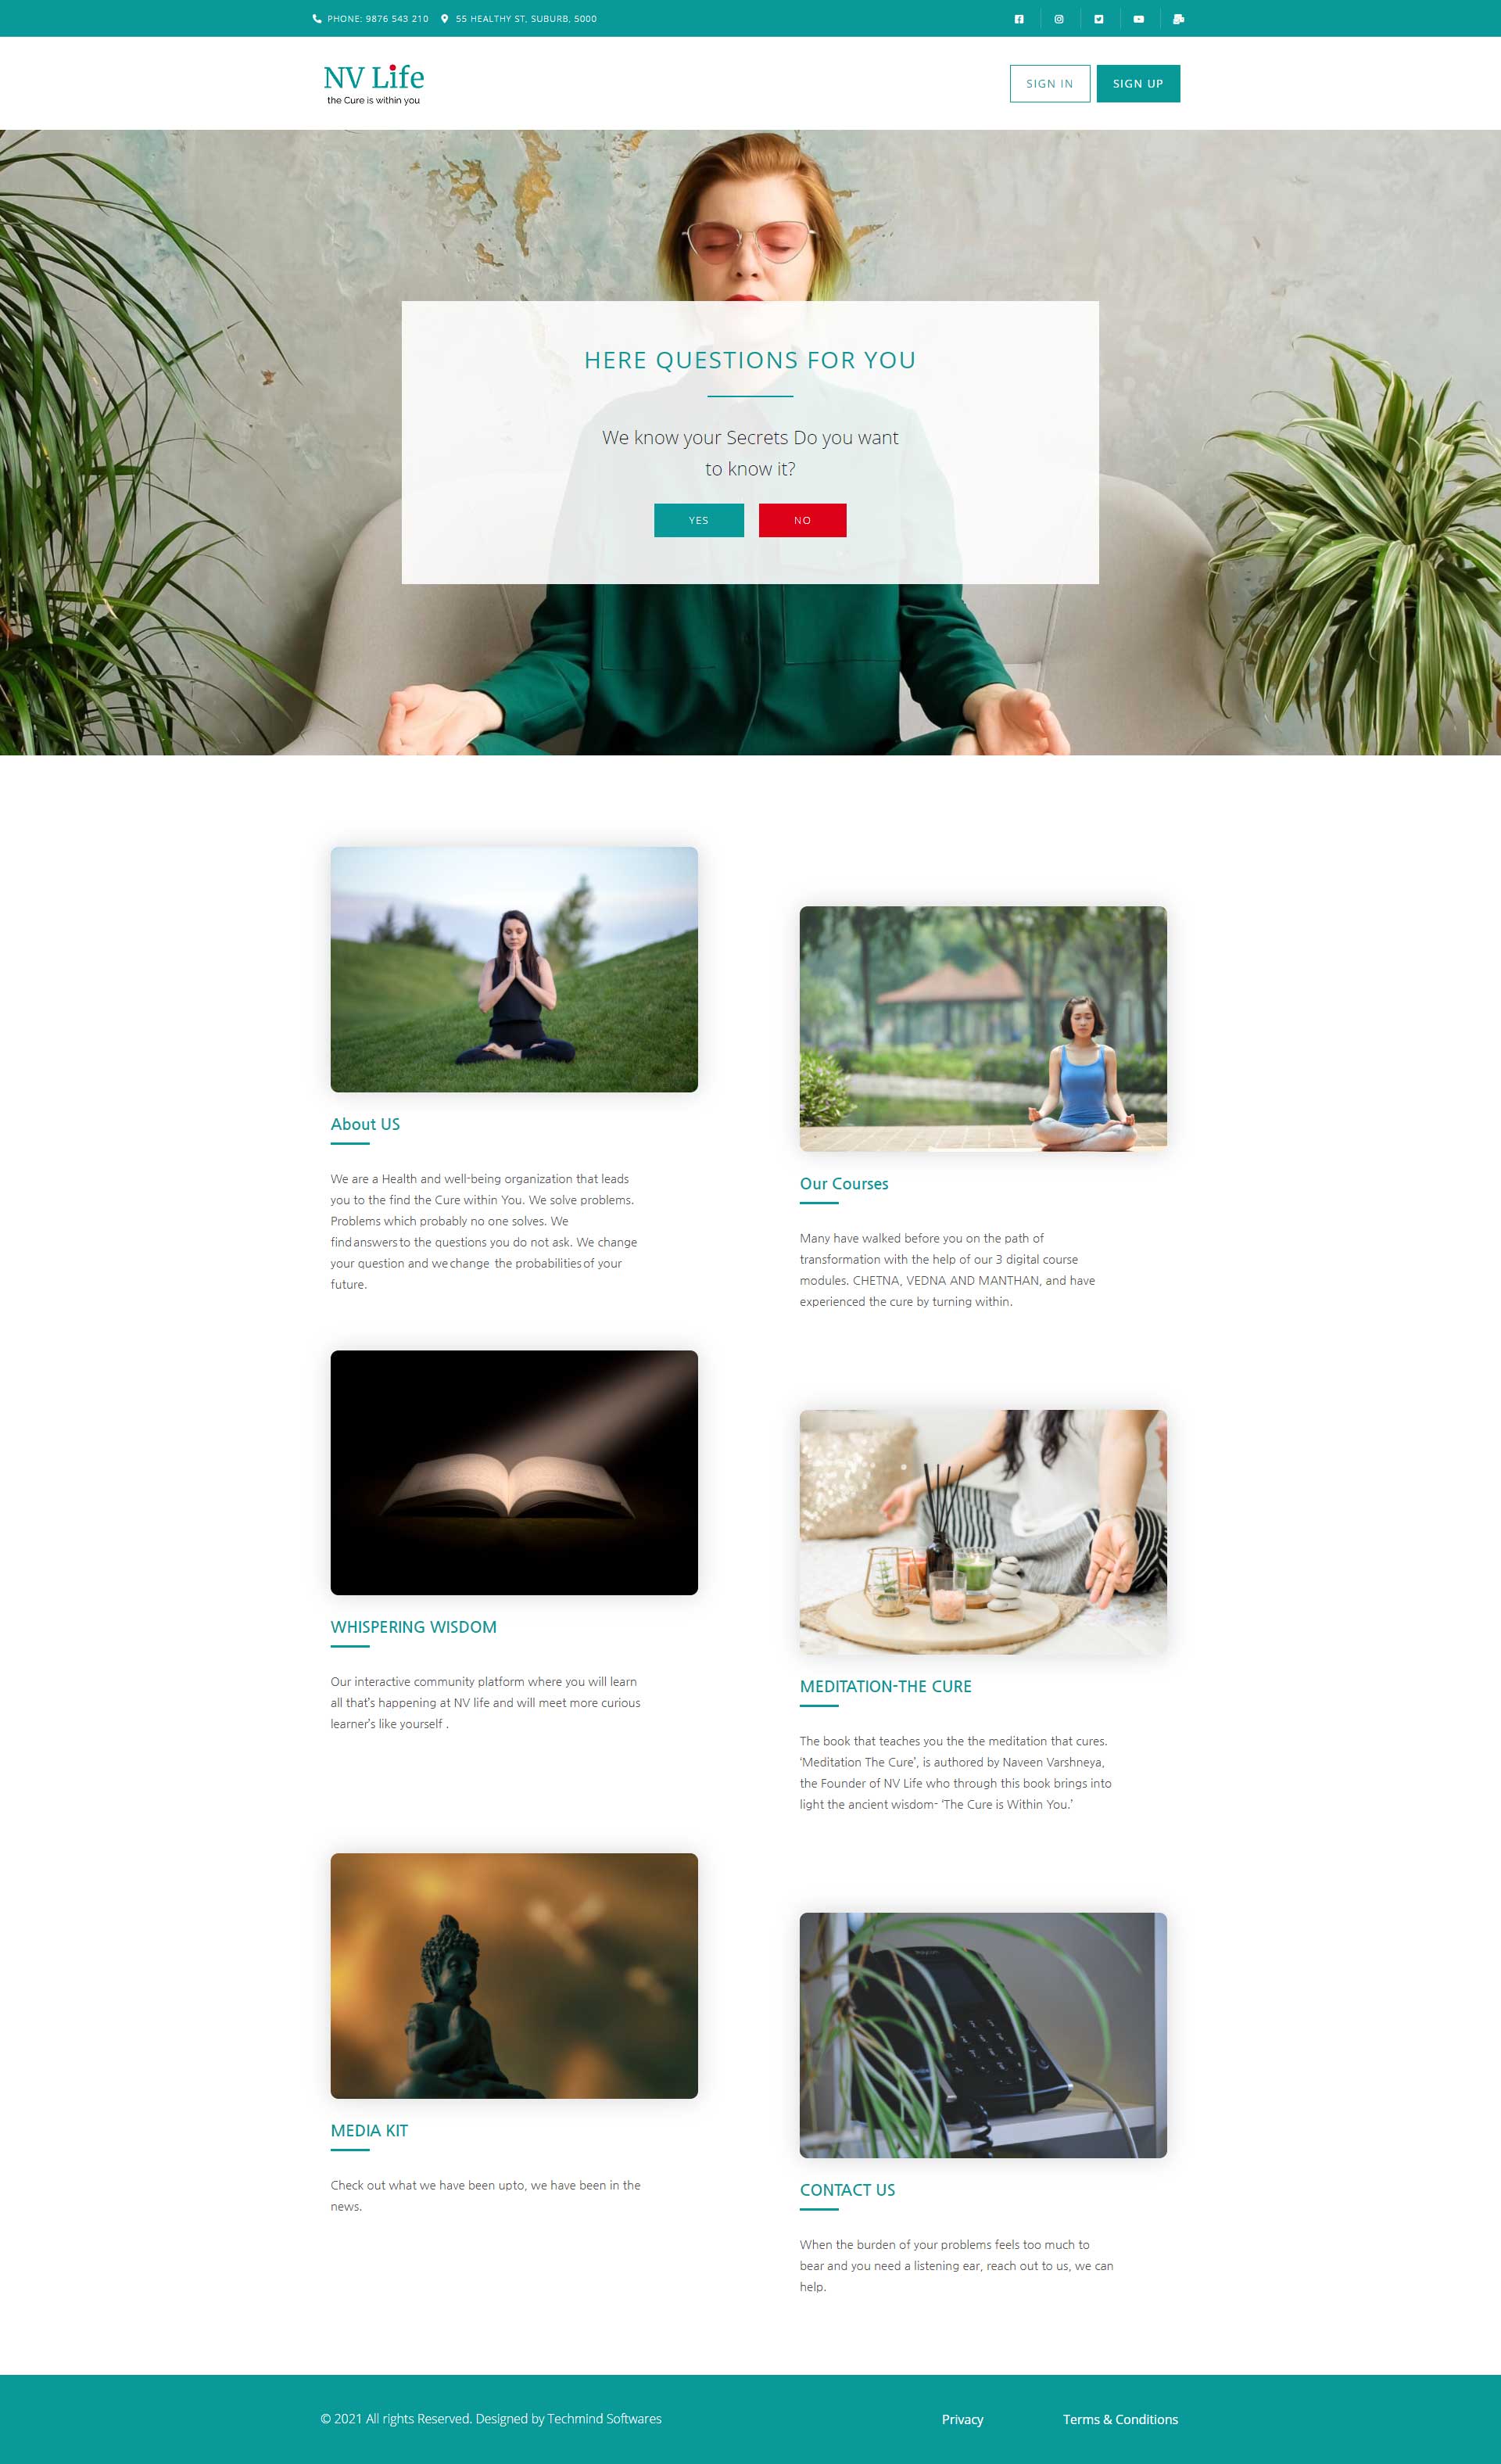 PHONE: 9876 543 210 55 HEALTHY ST, SUBURB, 5000
NV Life
the Cure is within you
SIGN IN SIGN UP
HERE QUESTIONS FOR YOU
We know your Secrets Do you want
to know it?
YES NO
About US
We are a Health and well-being organization that leads
you to the find the Cure within You. We solve problems.
Problems which probably no one solves. We
find answers to the questions you do not ask. We change
your question and we change the probabilities of your
future.
Our Courses
Many have walked before you on the path of
transformation with the help of our 3 digital course
modules. CHETNA, VEDNA AND MANTHAN, and have
experienced the cure by turning within.
WHISPERING WISDOM
Our interactive community platform where you will learn
all that’s happening at NV life and will meet more curious
learner’s like yourself .
MEDITATION-THE CURE
The book that teaches you the the meditation that cures.
‘Meditation The Cure’, is authored by Naveen Varshneya,
the Founder of NV Life who through this book brings into
light the ancient wisdom- ‘The Cure is Within You.’
MEDIA KIT
Check out what we have been upto, we have been in the
news.
CONTACT US
When the burden of your problems feels too much to
bear and you need a listening ear, reach out to us, we can
help.
© 2021 All rights Reserved. Designed by Techmind Softwares
Privacy Terms & Conditions